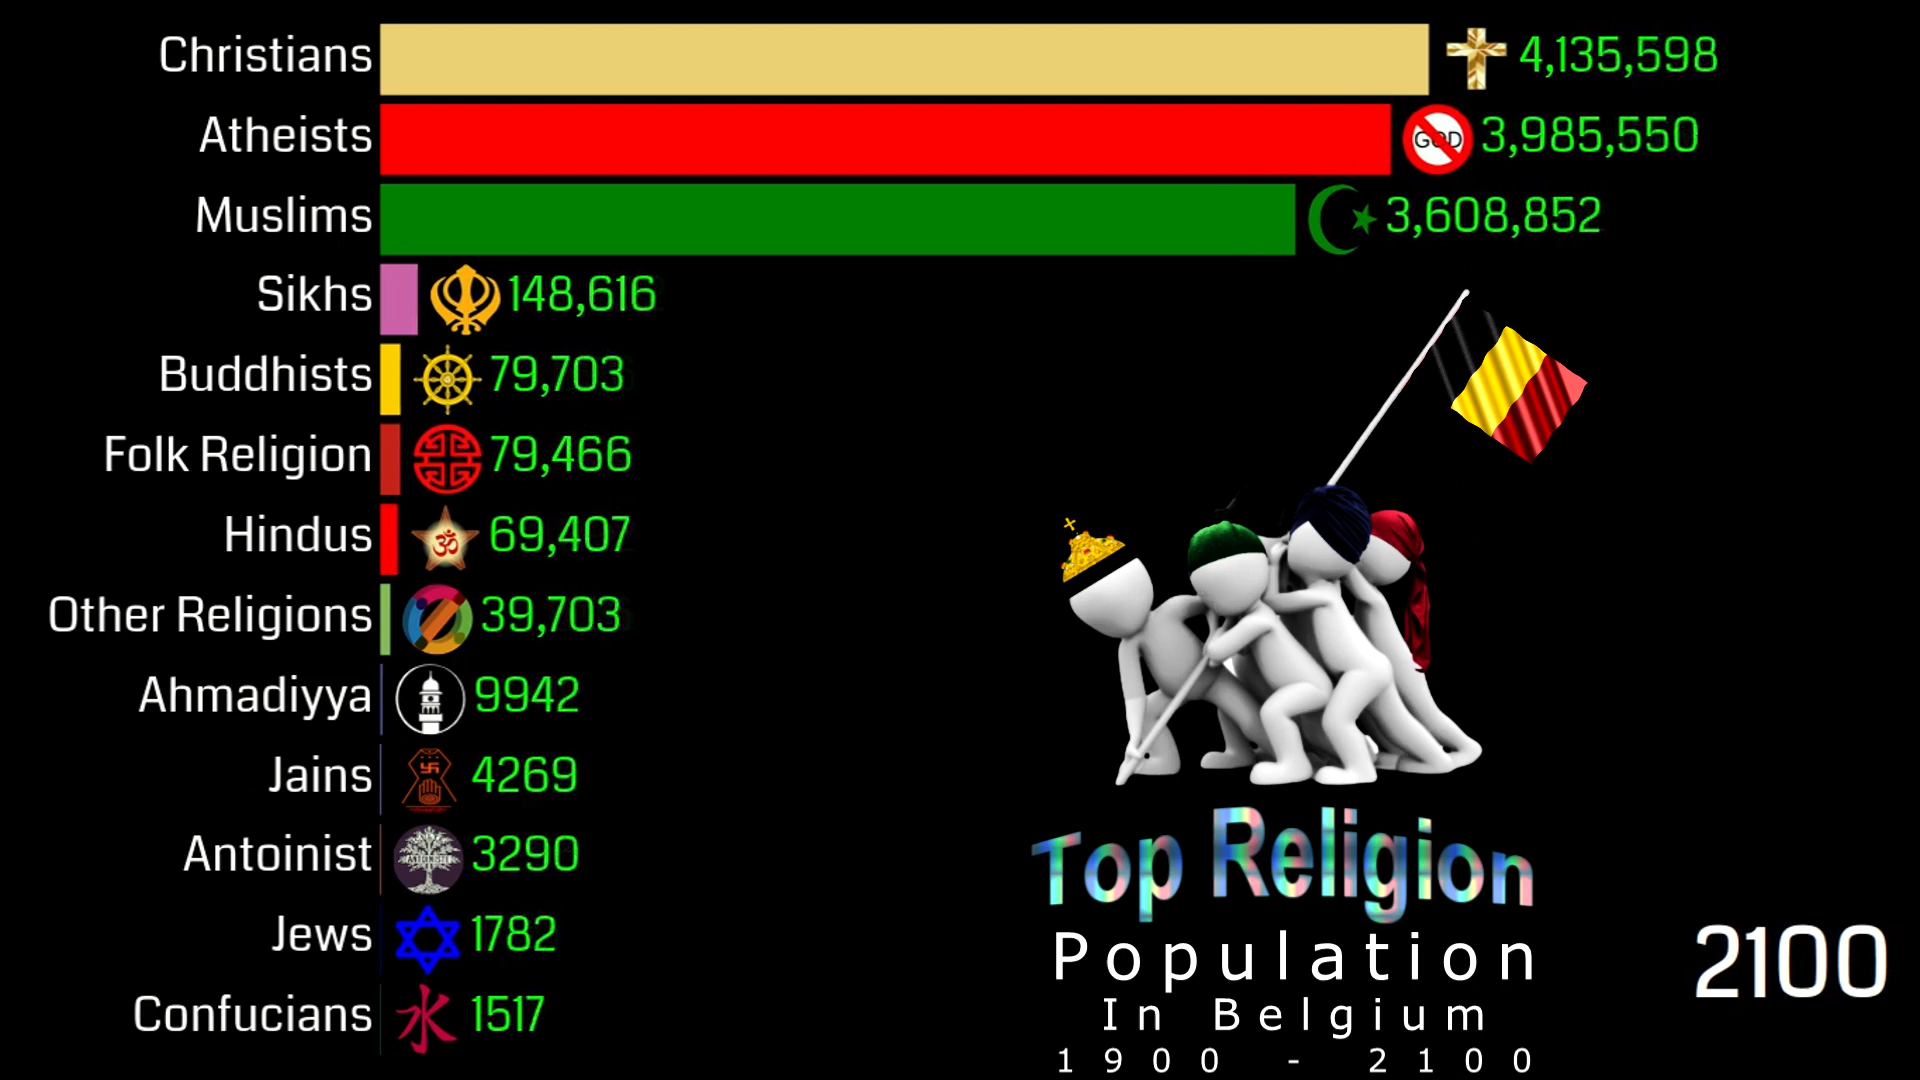 Christians 4,135,598
Atheists GOD 3,985,550
Muslims 3,608,852
Sikhs 148,616
Buddhists 79,703
Folk Religion 79,466
Hindus ॐ 69,407
Other Religions 39,703
Ahmadiyya 9942
Jains 4269
Antoinist ANTOINISTE 3290
Jews 1782
Confucians 水 1517
Top Religion
Population
In Belgium
1900 - 2100
2100